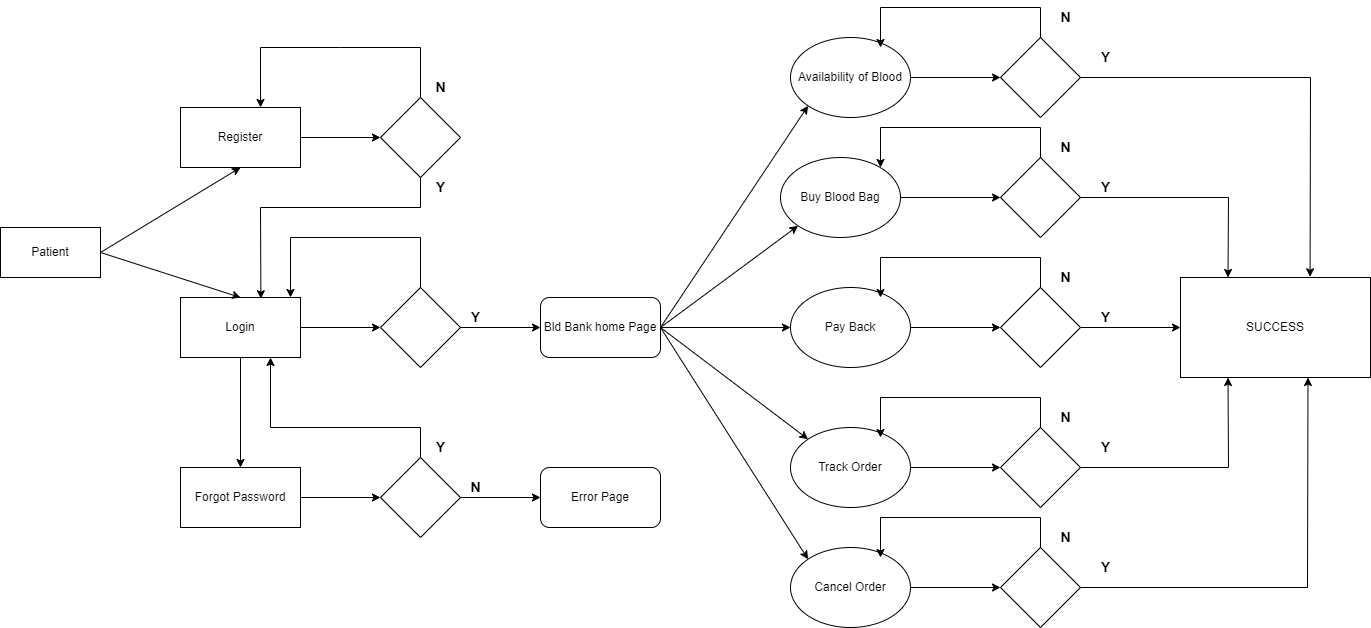 N
Y
Availability of Blood
N
Register
N
Y
Y
Buy Blood Bag
Patient
N
Login
Y
Bld Bank home Page
Pay Back
Y
SUCCESS
N
Y
Y
Track Order
Forgot Password
N
Error Page
N
Y
Cancel Order